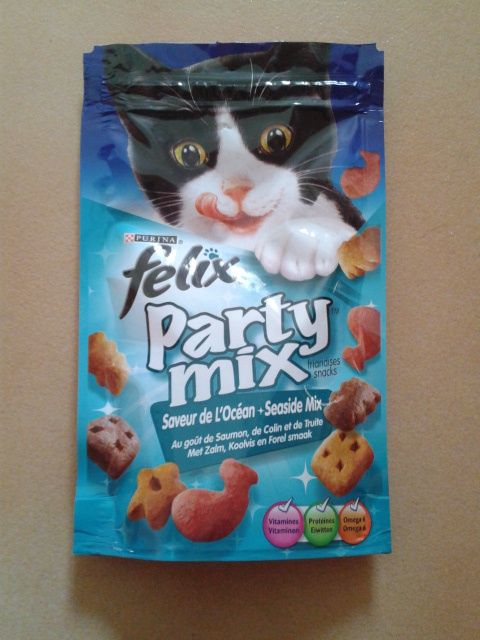 PURINA
felix
Party
mix
friandises
snacks
Saveur de L'Océan + Seaside Mix
Au goût de Saumon, de Colin et de Truite
Met Zalm, Koolvis en Forel smaak
Vitamines
Vitaminen
Protéines
Eiwitten
Oméga 6
Omega 6